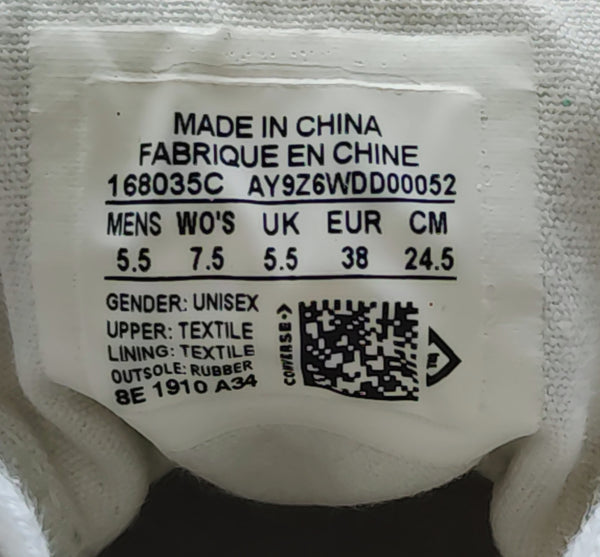 MADE IN CHINA
FABRIQUE EN CHINE
168035C AY9Z6WDD00052
MENS WO'S UK EUR CM
5.5 7.5 5.5 38 24.5
GENDER: UNISEX
UPPER: TEXTILE
LINING: TEXTILE
OUTSOLE: RUBBER
8E 1910 A34
CONVERSE